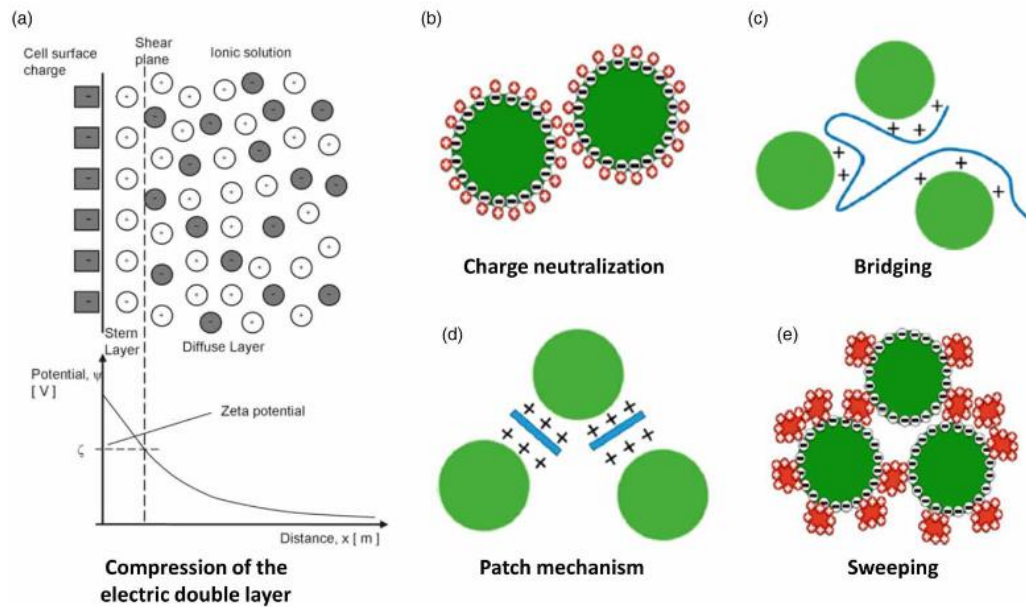 (a)
Cell surface
charge
Shear
plane
Ionic solution
Stern
Layer
Diffuse Layer
Potential, ψ
[ V ]
Zeta potential
ζ
Distance, x [ m ]
Compression of the
electric double layer
(b)
Charge neutralization
(c)
Bridging
(d)
Patch mechanism
(e)
Sweeping